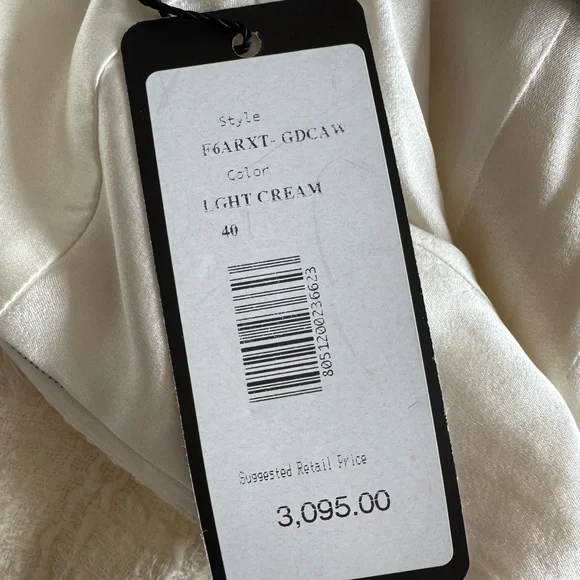 Style
F6ARXT- GDCAW
Color
LGHT CREAM
40
8051200236623
Suggested Retail Price
3,095.00